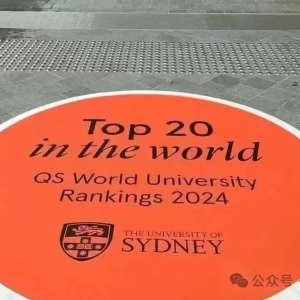 Top 20
in the world
QS World University
Rankings 2024
THE UNIVERSITY OF
SYDNEY
公众号